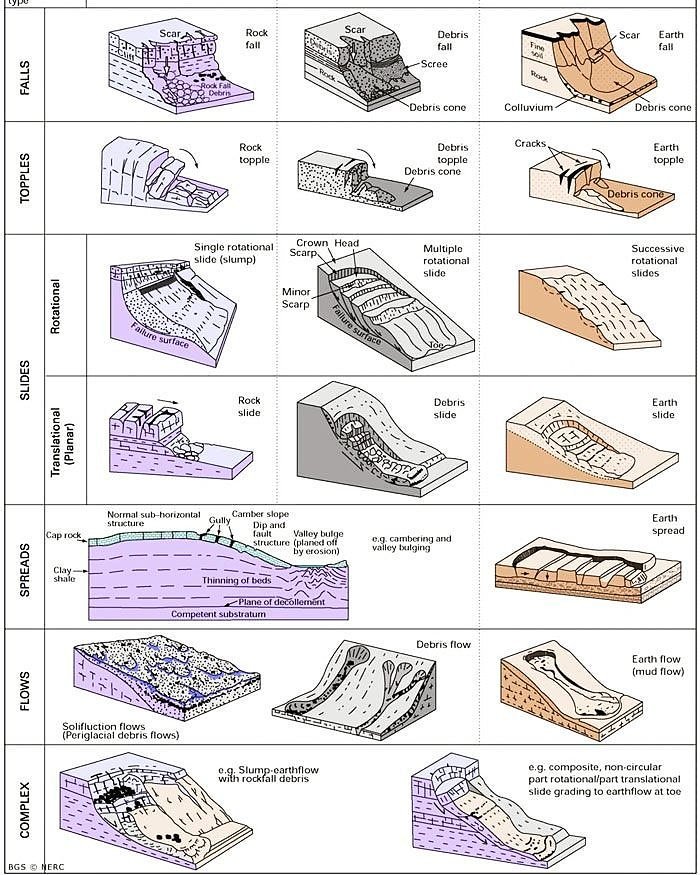 type
FALLS
Scar
Rock
fall
Rock Fall
Debris
Scar
Debris
Rock
Debris
fall
Scree
Debris cone
Fine
soil
Rock
Scar
Earth
fall
Colluvium
Debris cone
TOPPLES
Rock
topple
Debris
topple
Debris cone
Cracks
Earth
topple
Debris cone
SLIDES
Rotational
Single rotational
slide (slump)
Failure surface
Crown
Head
Scarp
Minor
Scarp
Failure surface
Toe
Multiple
rotational
slide
Successive
rotational
slides
Translational
(Planar)
Rock
slide
Debris
slide
Earth
slide
SPREADS
Normal sub-horizontal
structure
Cap rock
Clay
shale
Gully
Camber slope
Dip and
fault
structure
Valley bulge
(planed off
by erosion)
Thinning of beds
Plane of decollement
Competent substratum
e.g. cambering and
valley bulging
Earth
spread
FLOWS
Solifluction flows
(Periglacial debris flows)
Debris flow
Earth flow
(mud flow)
COMPLEX
e.g. Slump-earthflow
with rockfall debris
e.g. composite, non-circular
part rotational/part translational
slide grading to earthflow at toe
BGS © NERC